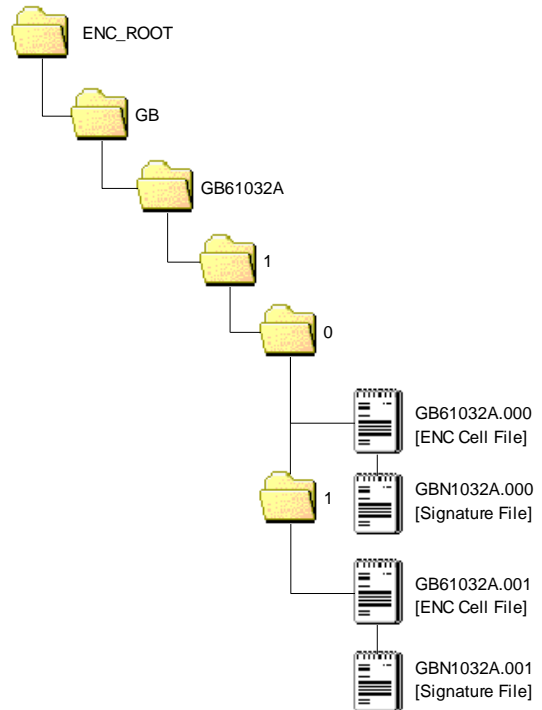 ENC_ROOT
GB
GB61032A
1
0
GB61032A.000
[ENC Cell File]
1
GBN1032A.000
[Signature File]
GB61032A.001
[ENC Cell File]
GBN1032A.001
[Signature File]